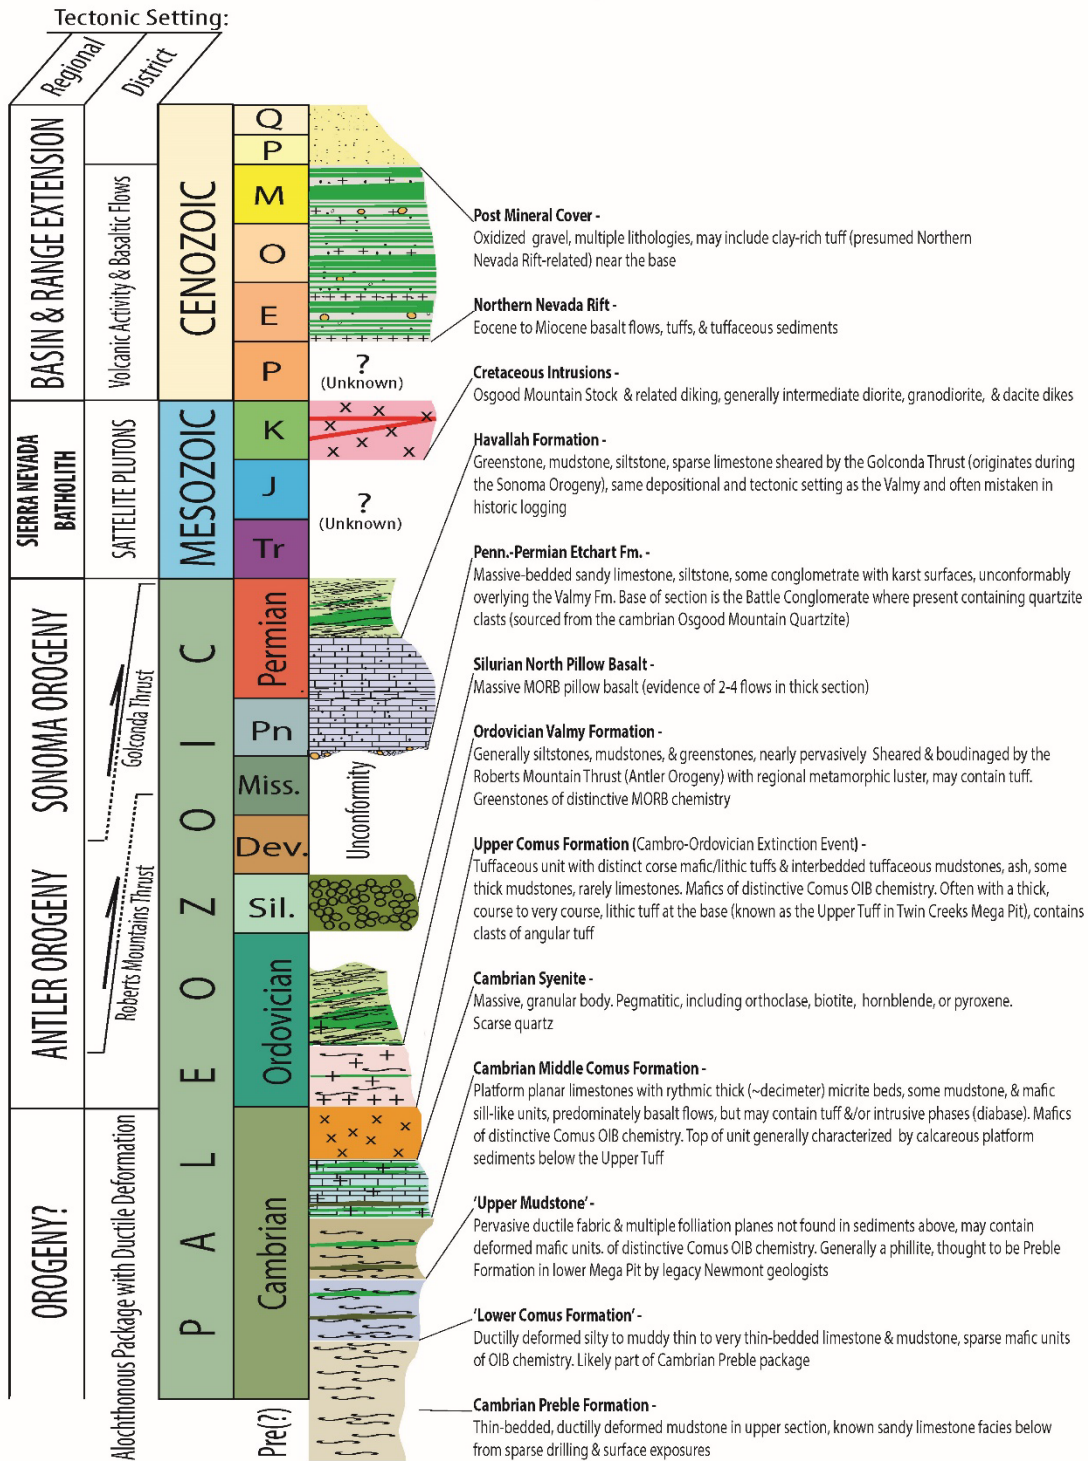 Tectonic Setting:
Regional
District
BASIN & RANGE EXTENSION
SIERRA NEVADA
BATHOLITH
SONOMA OROGENY
ANTLER OROGENY
OROGENY?
Volcanic Activity & Basaltic Flows
SATTELITE PLUTONS
Golconda Thrust
Roberts Mountains Thrust
Alochthonous Package with Ductile Deformation
CENOZOIC
MESOZOIC
PALEOZOIC
Q
P
M
O
E
P
K
J
Tr
Permian
Pn
Miss.
Dev.
Sil.
Ordovician
Cambrian
Pre(?)
?
(Unknown)
?
(Unknown)
Unconformity
Post Mineral Cover -
Oxidized gravel, multiple lithologies, may include clay-rich tuff (presumed Northern
Nevada Rift-related) near the base
Northern Nevada Rift -
Eocene to Miocene basalt flows, tuffs, & tuffaceous sediments
Cretaceous Intrusions -
Osgood Mountain Stock & related diking, generally intermediate diorite, granodiorite, & dacite dikes
Havallah Formation -
Greenstone, mudstone, siltstone, sparse limestone sheared by the Golconda Thrust (originates during
the Sonoma Orogeny), same depositional and tectonic setting as the Valmy and often mistaken in
historic logging
Penn.-Permian Etchart Fm. -
Massive-bedded sandy limestone, siltstone, some conglometrate with karst surfaces, unconformably
overlying the Valmy Fm. Base of section is the Battle Conglomerate where present containing quartzite
clasts (sourced from the cambrian Osgood Mountain Quartzite)
Silurian North Pillow Basalt -
Massive MORB pillow basalt (evidence of 2-4 flows in thick section)
Ordovician Valmy Formation -
Generally siltstones, mudstones, & greenstones, nearly pervasively Sheared & boudinaged by the
Roberts Mountain Thrust (Antler Orogeny) with regional metamorphic luster, may contain tuff.
Greenstones of distinctive MORB chemistry
Upper Comus Formation (Cambro-Ordovician Extinction Event) -
Tuffaceous unit with distinct corse mafic/lithic tuffs & interbedded tuffaceous mudstones, ash, some
thick mudstones, rarely limestones. Mafics of distinctive Comus OIB chemistry. Often with a thick,
course to very course, lithic tuff at the base (known as the Upper Tuff in Twin Creeks Mega Pit), contains
clasts of angular tuff
Cambrian Syenite -
Massive, granular body. Pegmatitic, including orthoclase, biotite, hornblende, or pyroxene.
Scarse quartz
Cambrian Middle Comus Formation -
Platform planar limestones with rythmic thick (~decimeter) micrite beds, some mudstone, & mafic
sill-like units, predominately basalt flows, but may contain tuff &/or intrusive phases (diabase). Mafics
of distinctive Comus OIB chemistry. Top of unit generally characterized by calcareous platform
sediments below the Upper Tuff
'Upper Mudstone' -
Pervasive ductile fabric & multiple folliation planes not found in sediments above, may contain
deformed mafic units. of distinctive Comus OIB chemistry. Generally a phillite, thought to be Preble
Formation in lower Mega Pit by legacy Newmont geologists
'Lower Comus Formation' -
Ductilly deformed silty to muddy thin to very thin-bedded limestone & mudstone, sparse mafic units
of OIB chemistry. Likely part of Cambrian Preble package
Cambrian Preble Formation -
Thin-bedded, ductilly deformed mudstone in upper section, known sandy limestone facies below
from sparse drilling & surface exposures